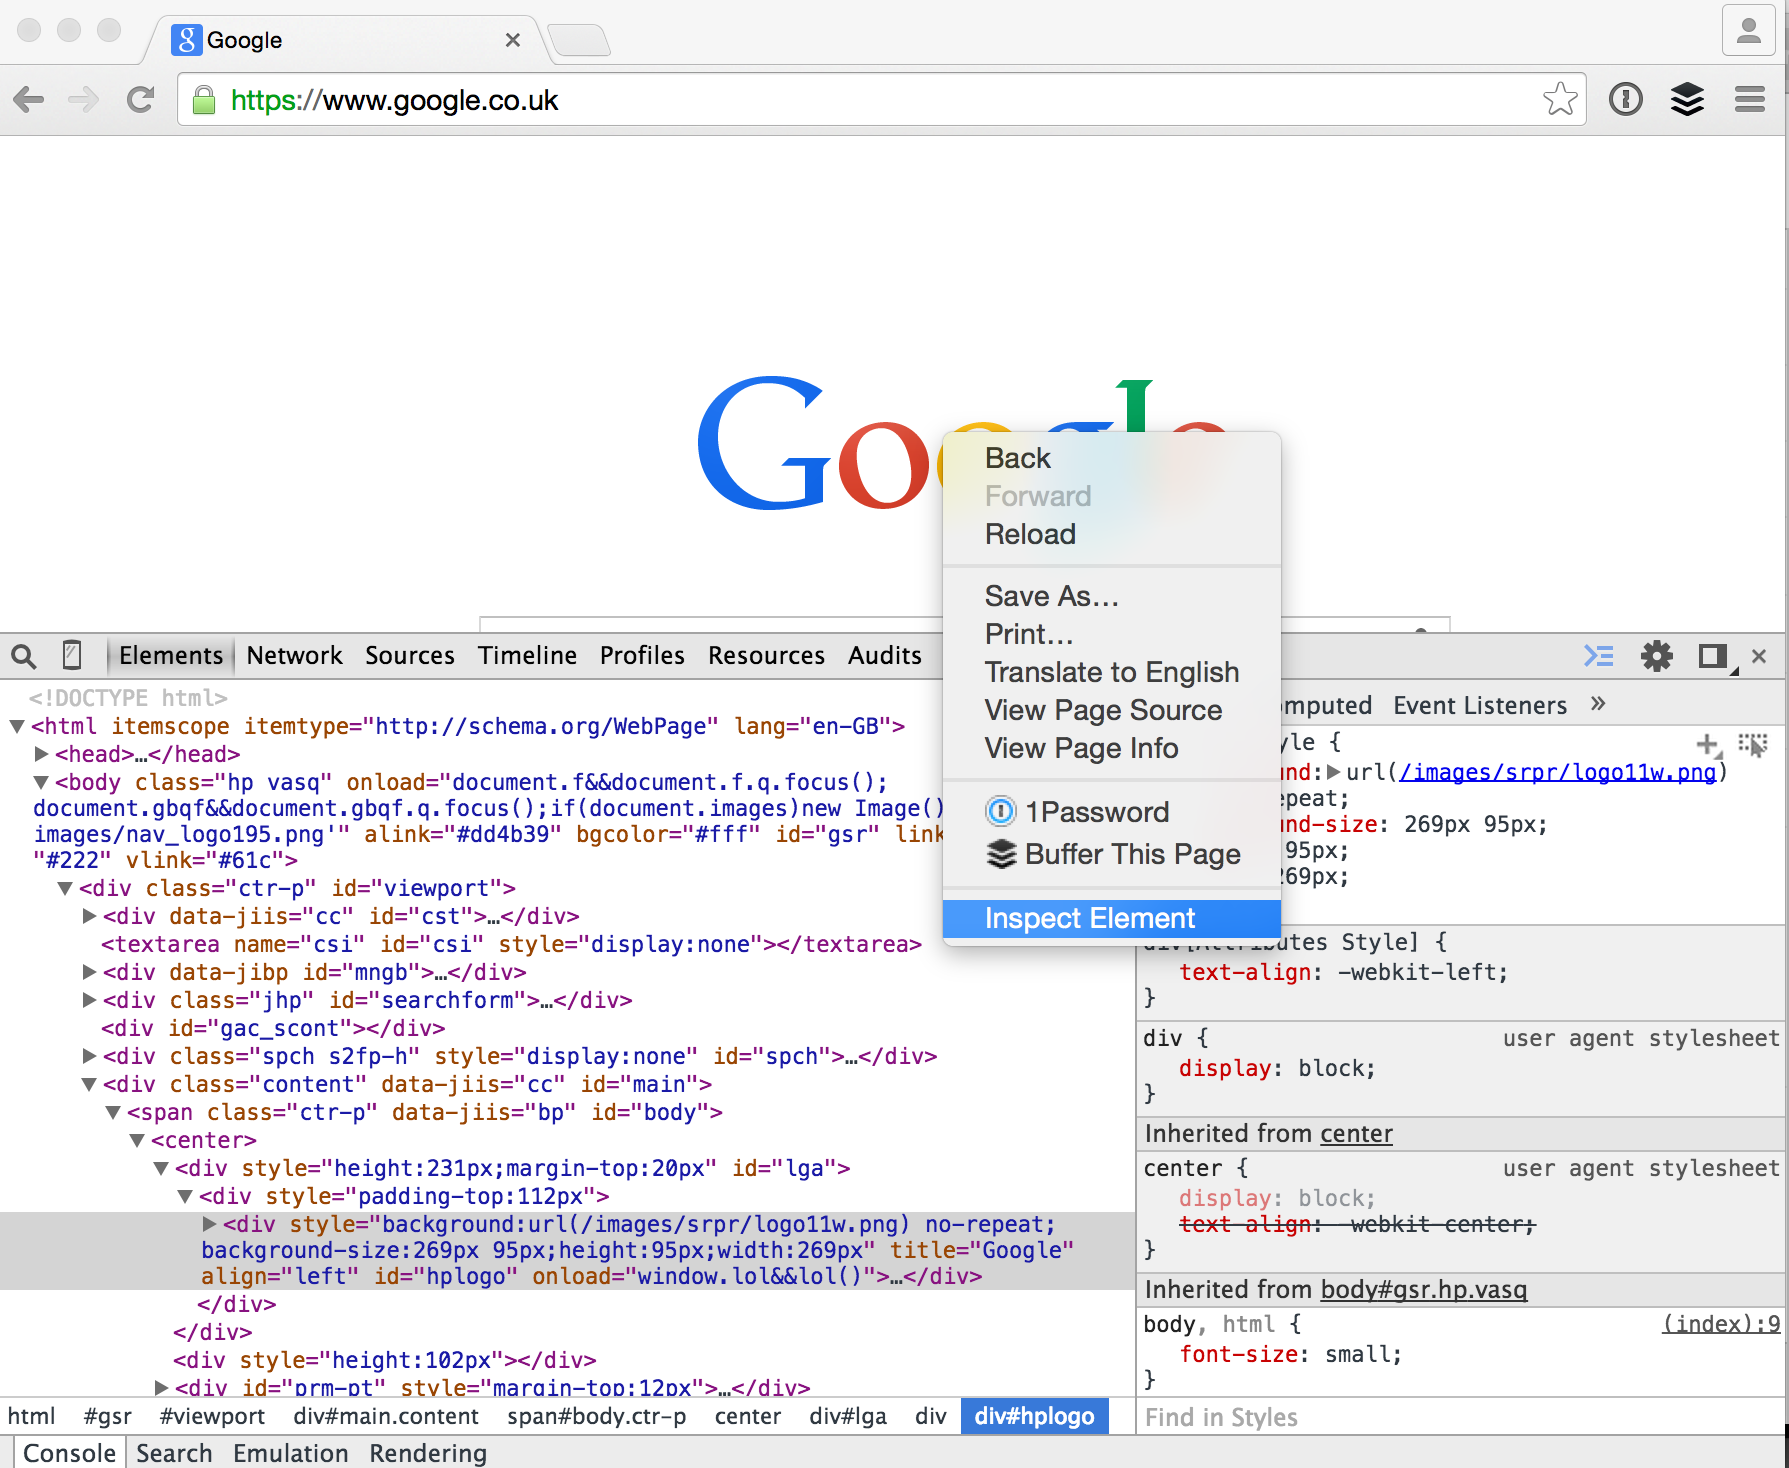 Google
https://www.google.co.uk
Google
Back
Forward
Reload
Save As...
Print...
Translate to English
View Page Source
View Page Info
1Password
Buffer This Page
Inspect Element
Elements Network Sources Timeline Profiles Resources Audits
<!DOCTYPE html>
<html itemscope itemtype="http://schema.org/WebPage" lang="en-GB">
<head>…</head>
<body class="hp vasq" onload="document.f&&document.f.q.focus();
document.gbqf&&document.gbqf.q.focus();if(document.images)new Image()
images/nav_logo195.png'" alink="#dd4b39" bgcolor="#fff" id="gsr" link
"#222" vlink="#61c">
<div class="ctr-p" id="viewport">
<div data-jiis="cc" id="cst">…</div>
<textarea name="csi" id="csi" style="display:none"></textarea>
<div data-jibp id="mngb">…</div>
<div class="jhp" id="searchform">…</div>
<div id="gac_scont"></div>
<div class="spch s2fp-h" style="display:none" id="spch">…</div>
<div class="content" data-jiis="cc" id="main">
<span class="ctr-p" data-jiis="bp" id="body">
<center>
<div style="height:231px;margin-top:20px" id="lga">
<div style="padding-top:112px">
<div style="background:url(/images/srpr/logo11w.png) no-repeat;
background-size:269px 95px;height:95px;width:269px" title="Google"
align="left" id="hplogo" onload="window.lol&&lol()">…</div>
</div>
</div>
<div style="height:102px"></div>
<div id="prm-pt" style="margin-top:12px">…</div>
html #gsr #viewport div#main.content span#body.ctr-p center div#lga div div#hplogo
Console Search Emulation Rendering
mputed Event Listeners »
yle {
und: url(/images/srpr/logo11w.png)
epeat;
und-size: 269px 95px;
95px;
269px;
div[Attributes Style] {
text-align: -webkit-left;
}
div { user agent stylesheet
display: block;
}
Inherited from center
center { user agent stylesheet
display: block;
text-align: -webkit-center;
}
Inherited from body#gsr.hp.vasq
body, html { (index):9
font-size: small;
}
Find in Styles